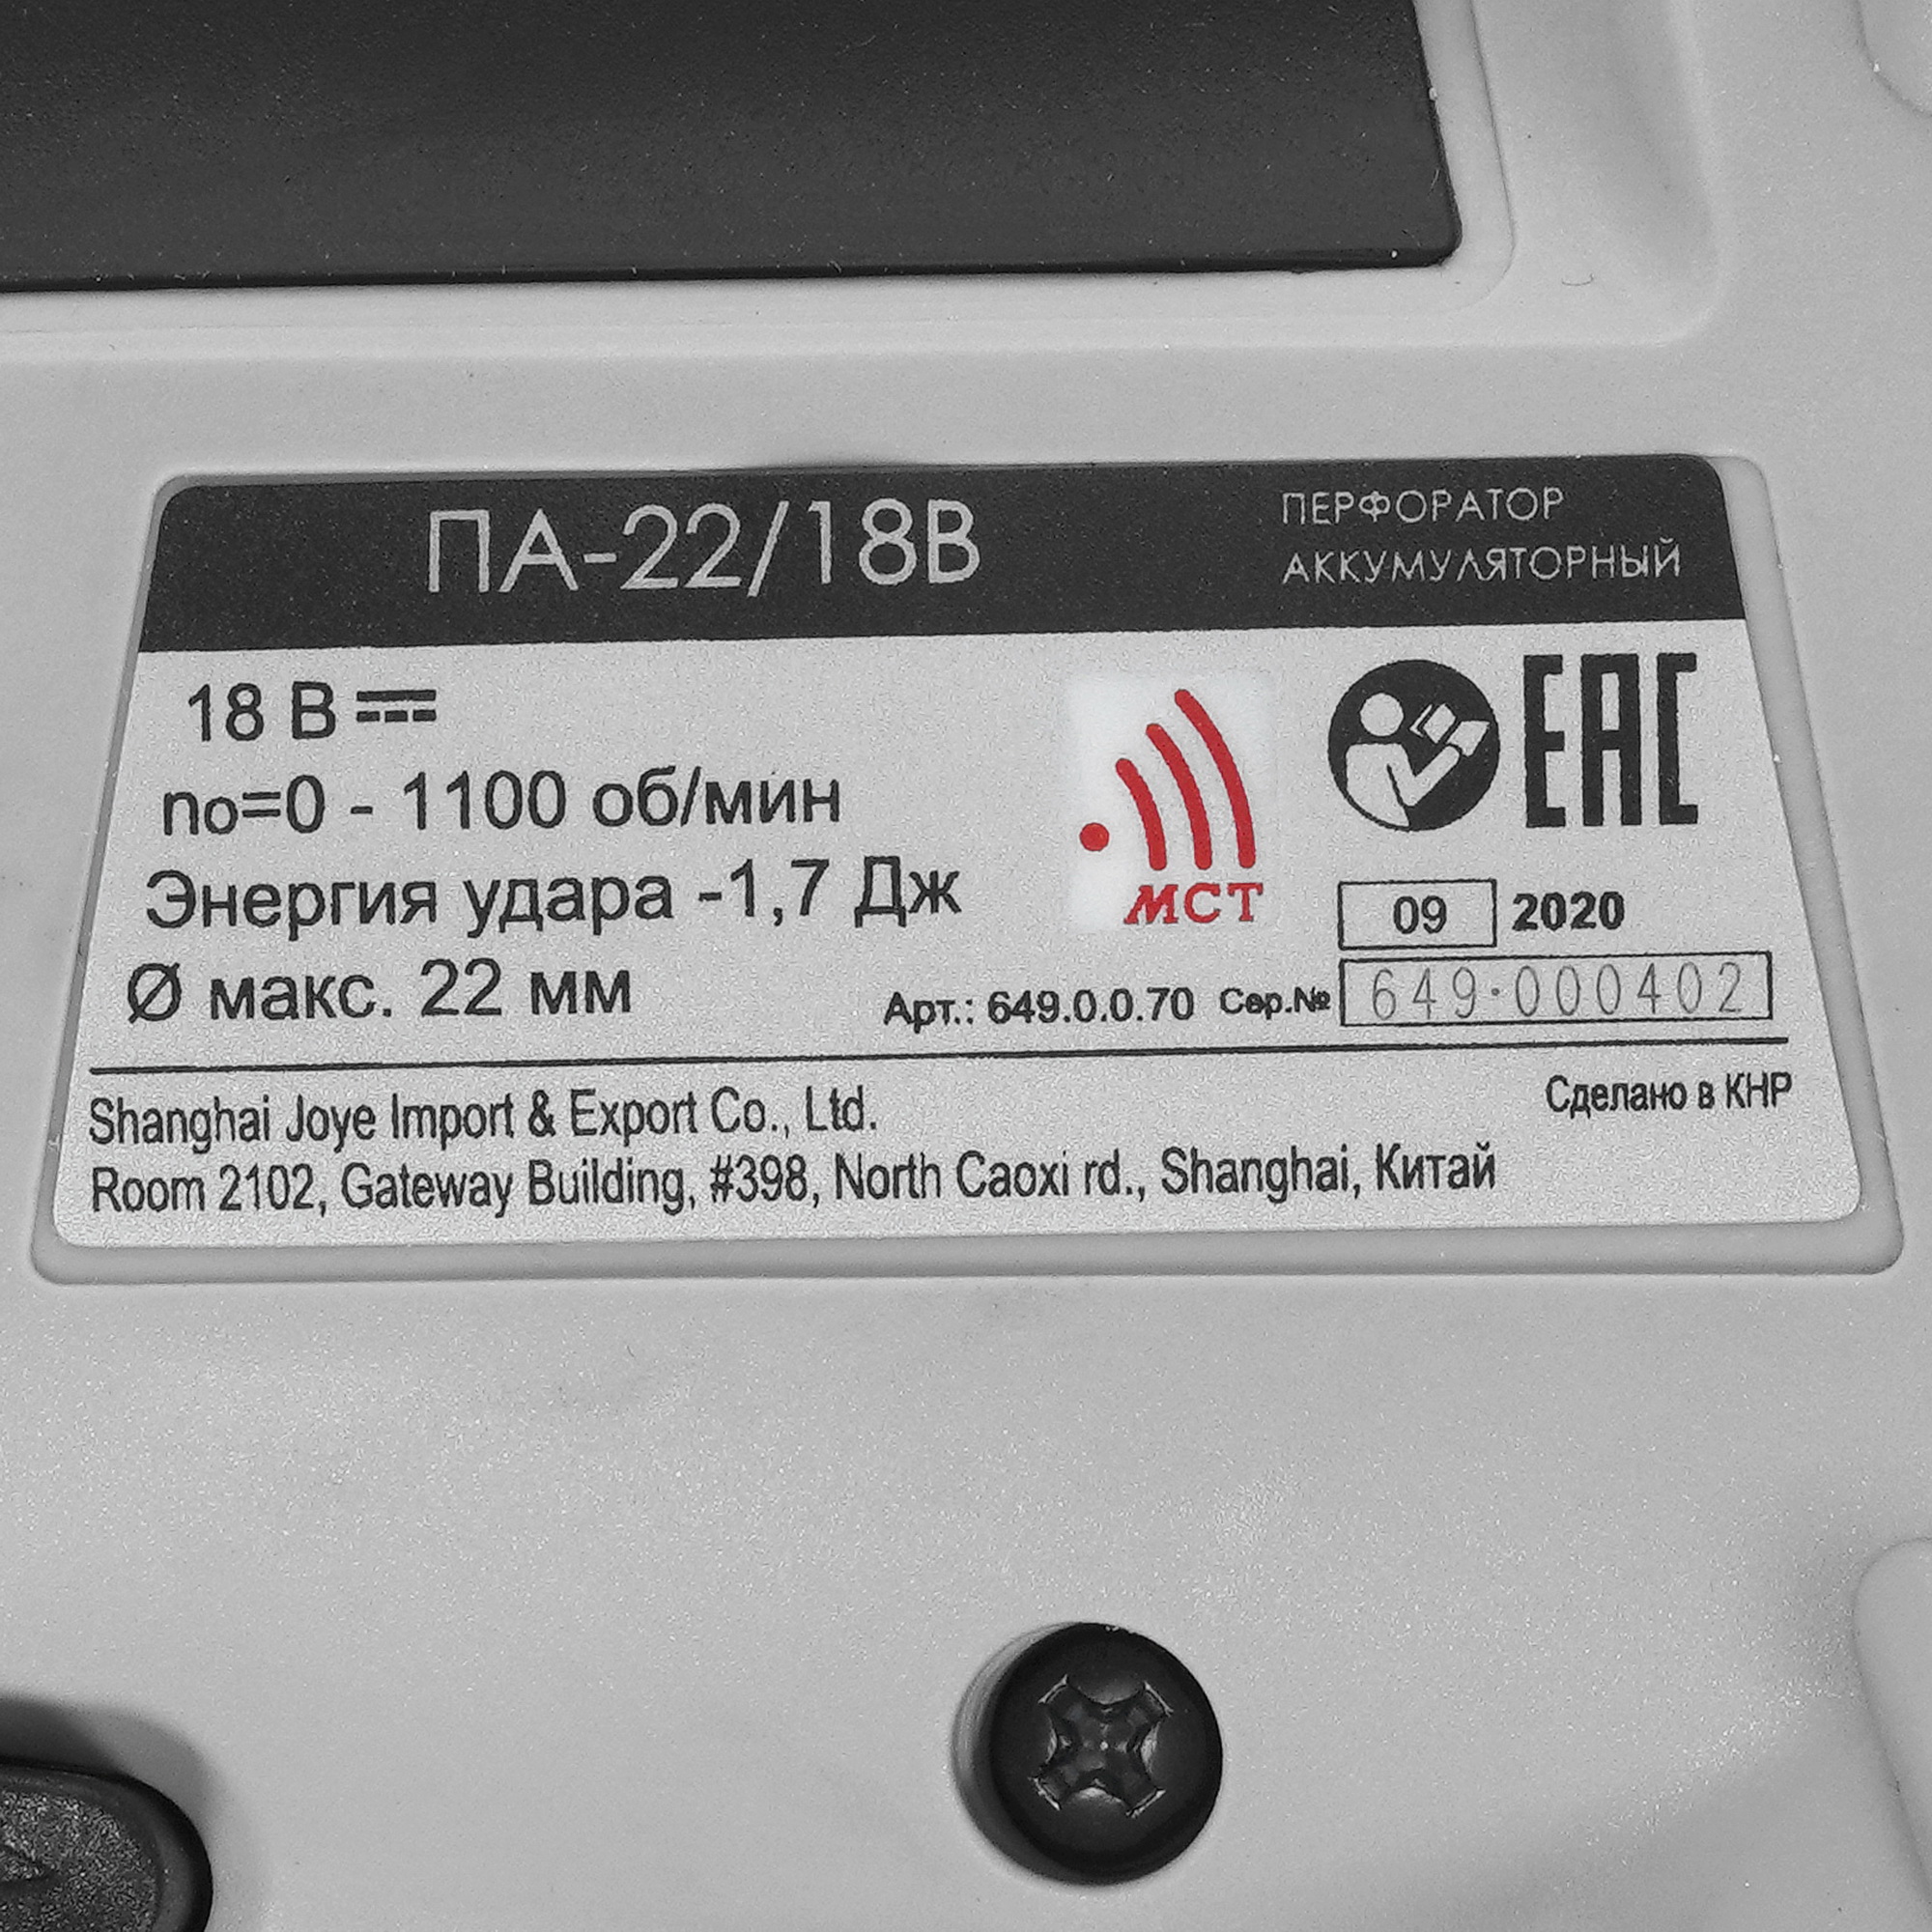 ПА-22/18В
ПЕРФОРАТОР
АККУМУЛЯТОРНЫЙ
18 В
no=0 - 1100 об/мин
Энергия удара -1,7 Дж
Ø макс. 22 мм
МСТ
EAC
09 2020
Арт.: 649.0.0.70 Сер.№ 649·000402
Shanghai Joye Import & Export Co., Ltd.
Сделано в КНР
Room 2102, Gateway Building, #398, North Caoxi rd., Shanghai, Китай